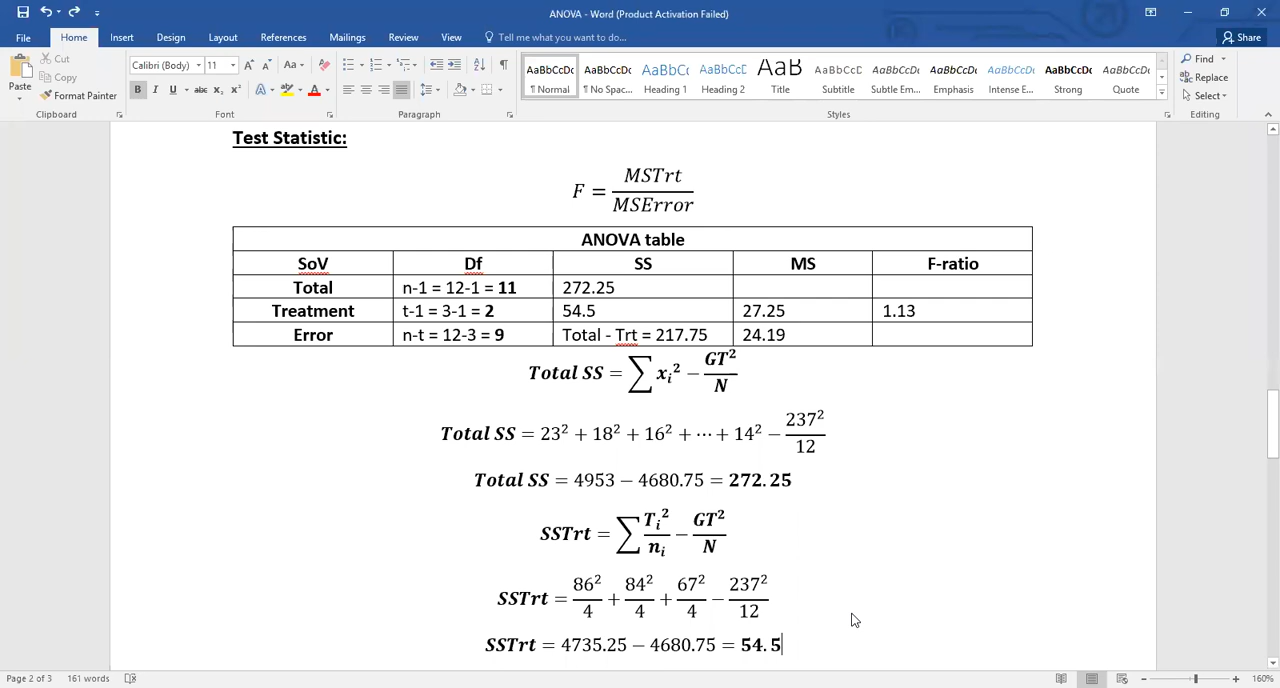 ANOVA - Word (Product Activation Failed)
File Home Insert Design Layout References Mailings Review View Tell me what you want to do... Share
Paste Cut Copy Format Painter Clipboard
Calibri (Body) 11 Aa B I U abc x₂ x² A ab A Font
Paragraph
AaBbCcDc ¶ Normal
AaBbCcDc ¶ No Spac...
AaBbCc Heading 1
AaBbCcC Heading 2
AaB Title
AaBbCcD Subtitle
AaBbCcDc Subtle Em...
AaBbCcDc Emphasis
AaBbCcDc Intense E...
AaBbCcDc Strong
AaBbCcDc Quote
Styles
Find Replace Select Editing
Test Statistic:
F = MSTrt / MSError
ANOVA table
SoV Df SS MS F-ratio
Total n-1 = 12-1 = 11 272.25
Treatment t-1 = 3-1 = 2 54.5 27.25 1.13
Error n-t = 12-3 = 9 Total - Trt = 217.75 24.19
Total SS = ∑ xᵢ² − GT²/N
Total SS = 23² + 18² + 16² + ⋯ + 14² − 237²/12
Total SS = 4953 − 4680.75 = 272.25
SSTrt = ∑ Tᵢ²/nᵢ − GT²/N
SSTrt = 86²/4 + 84²/4 + 67²/4 − 237²/12
SSTrt = 4735.25 − 4680.75 = 54.5
Page 2 of 3 161 words 160%